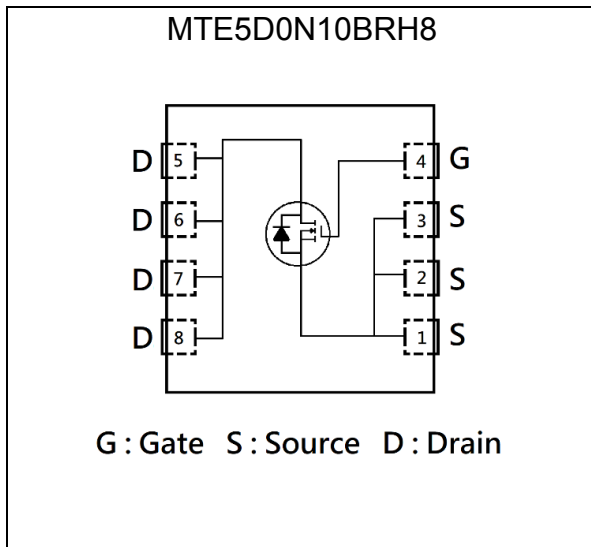 MTE5D0N10BRH8
D 5 4 G
D 6 3 S
D 7 2 S
D 8 1 S
G : Gate S : Source D : Drain